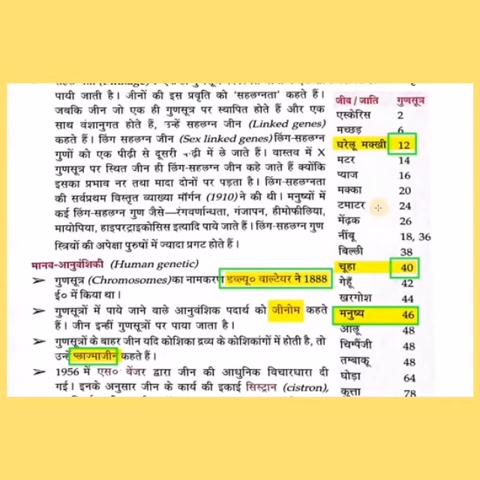 पायी जाती है। जीनों की इस प्रवृति को 'सहलग्नता' कहते हैं।
जबकि जीन जो एक ही गुणसूत्र पर स्थापित होते हैं और एक
साथ वंशानुगत होते हैं, उन्हें सहलग्न जीन (Linked genes)
कहते हैं। लिंग सहलग्न जीन (Sex linked genes) लिंग-सहलग्न
गुणों को एक पीढ़ी से दूसरी में ले जाते हैं। वास्तव में X
गुणसूत्र पर स्थित जीन ही लिंग-सहलग्न जीन कहे जाते हैं क्योंकि
इसका प्रभाव नर तथा मादा दोनों पर पड़ता है। लिंग-सहलग्नता
की सर्वप्रथम विस्तृत व्याख्या मॉर्गन (1910) ने की थी। मनुष्यों में
कई लिंग-सहलग्न गुण जैसे—रंगवर्णान्धता, गंजापन, हीमोफीलिया,
मायोपिया, हाइपरट्राइकोसिस इत्यादि पाये जाते हैं। लिंग-सहलग्न गुण
स्त्रियों की अपेक्षा पुरुषों में ज्यादा प्रगट होते हैं।
मानव-आनुवंशिकी (Human genetic)
➤ गुणसूत्र (Chromosomes) का नामकरण डब्ल्यू० वाल्टेयर ने 1888
ई० में किया था।
➤ गुणसूत्रों में पाये जाने वाले आनुवंशिक पदार्थ को जीनोम कहते
हैं। जीन इन्हीं गुणसूत्रों पर पाया जाता है।
➤ गुणसूत्रों के बाहर जीन यदि कोशिका द्रव्य के कोशिकांगों में होती है, तो
उन्हें प्लाज्माजीन कहते हैं।
➤ 1956 में एस० बेंजर द्वारा जीन की आधुनिक विचारधारा दी
गई। इनके अनुसार जीन के कार्य की इकाई सिस्ट्रान (cistron),
जीव / जाति गुणसूत्र
एस्केरिस 2
मच्छड़ 6
घरेलू मक्खी 12
मटर 14
प्याज 16
मक्का 20
टमाटर 24
मेंढ़क 26
नींबू 18, 36
बिल्ली 38
चूहा 40
गेहूँ 42
खरगोश 44
मनुष्य 46
आलू 48
चिम्पैंजी 48
तम्बाकू 48
घोड़ा 64
कुत्ता 78